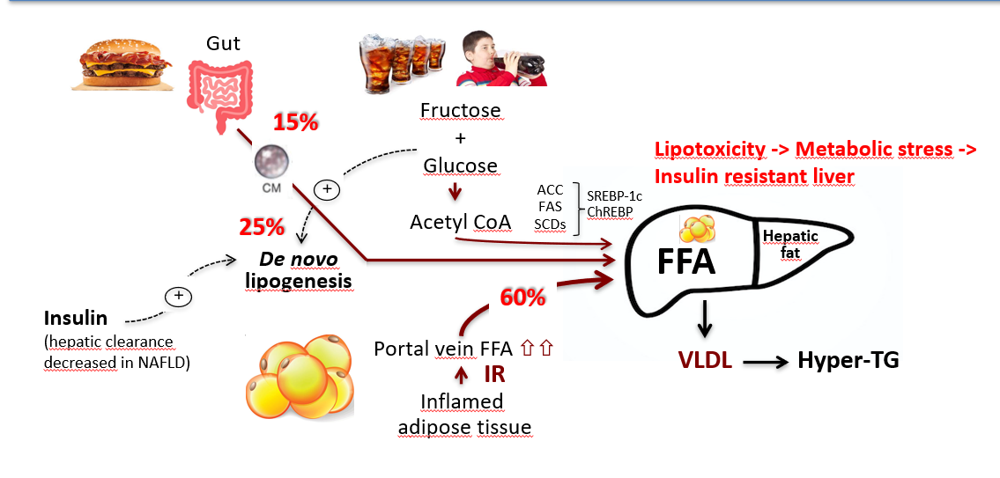 Gut
15%
CM
Fructose
+
Glucose
+
Acetyl CoA
ACC
FAS
SCDs
SREBP-1c
ChREBP
Lipotoxicity -> Metabolic stress ->
Insulin resistant liver
FFA
Hepatic
fat
25%
De novo
lipogenesis
+
Insulin
(hepatic clearance
decreased in NAFLD)
60%
Portal vein FFA ⇧⇧
IR
Inflamed
adipose tissue
VLDL
Hyper-TG